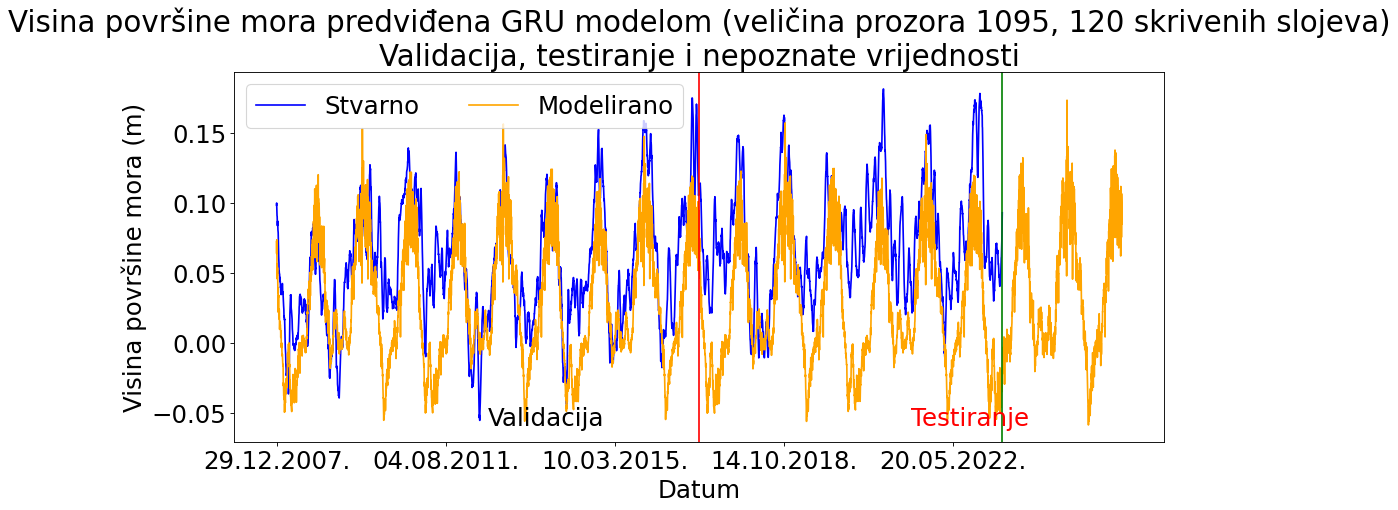 Visina površine mora predviđena GRU modelom (veličina prozora 1095, 120 skrivenih slojeva)
Validacija, testiranje i nepoznate vrijednosti
Stvarno
Modelirano
Visina površine mora (m)
0.15
0.10
0.05
0.00
−0.05
Validacija
Testiranje
29.12.2007.
04.08.2011.
10.03.2015.
14.10.2018.
20.05.2022.
Datum